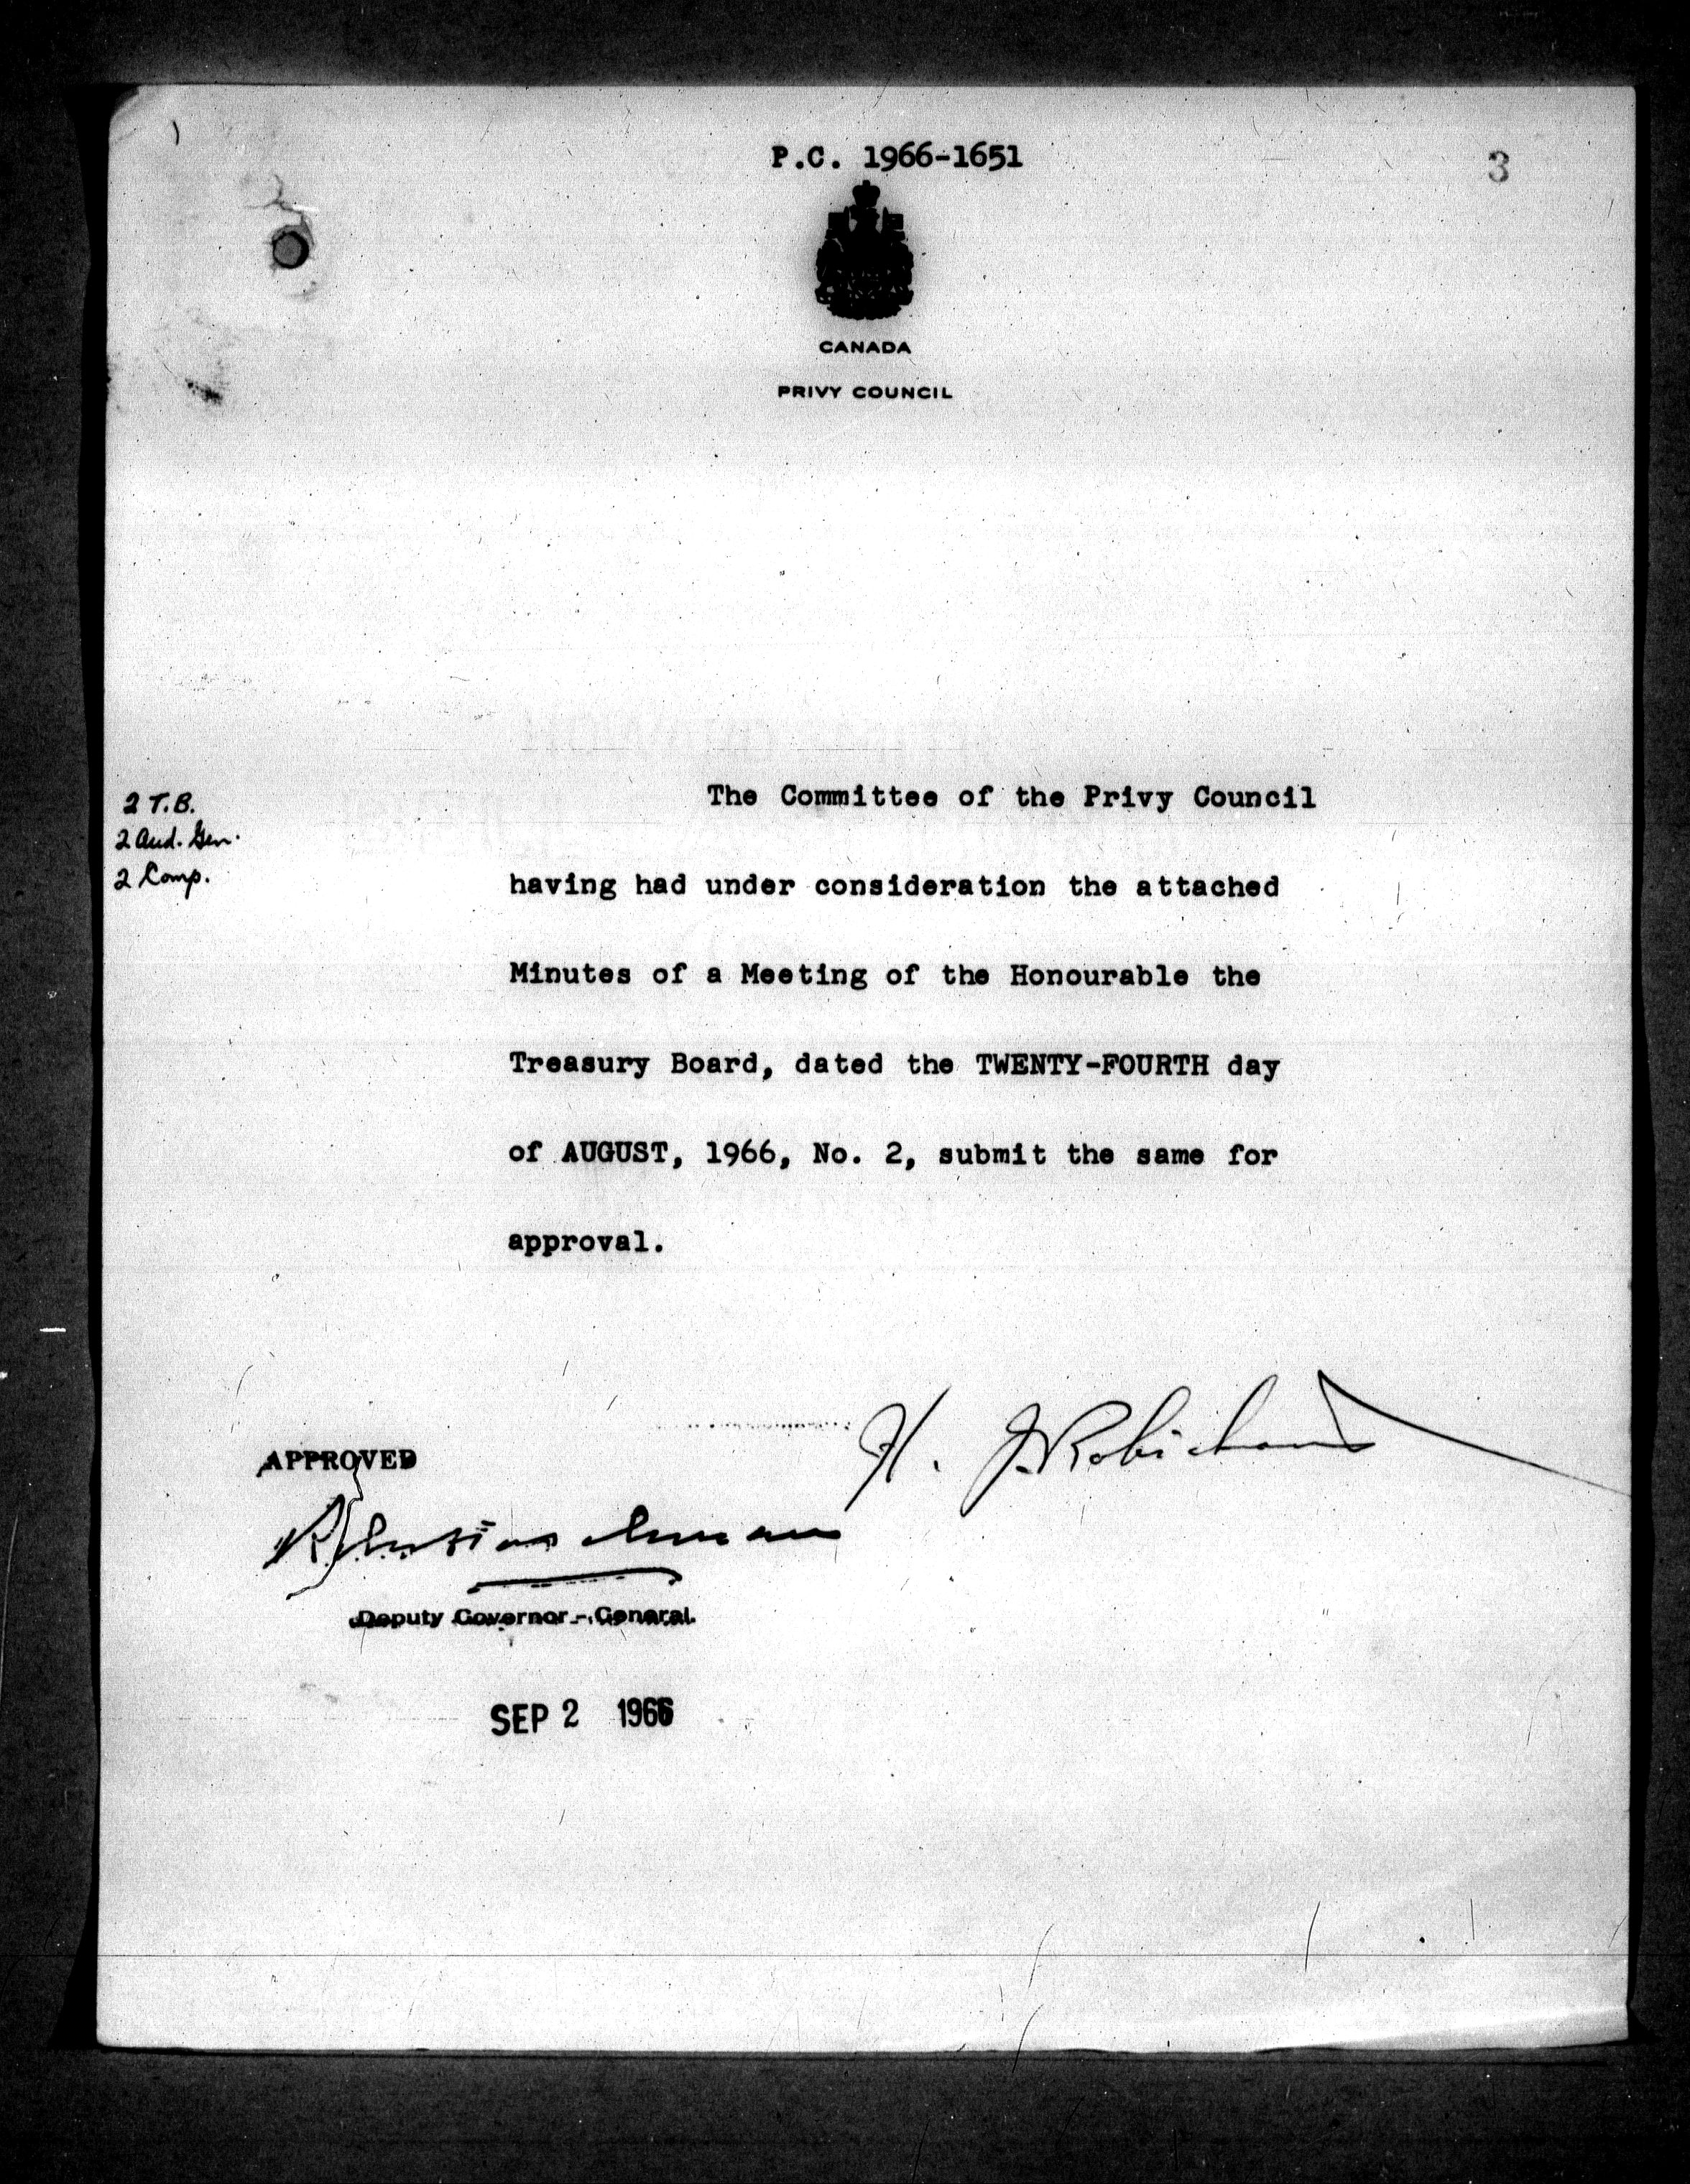 P.C. 1966-1651
3
CANADA
PRIVY COUNCIL
2 T.B.
2 Aud. Gen.
2 Comp.
The Committee of the Privy Council
having had under consideration the attached
Minutes of a Meeting of the Honourable the
Treasury Board, dated the TWENTY-FOURTH day
of AUGUST, 1966, No. 2, submit the same for
approval.
H. J. Robichaud
APPROVED
Deputy Governor-General.
SEP 2 1966